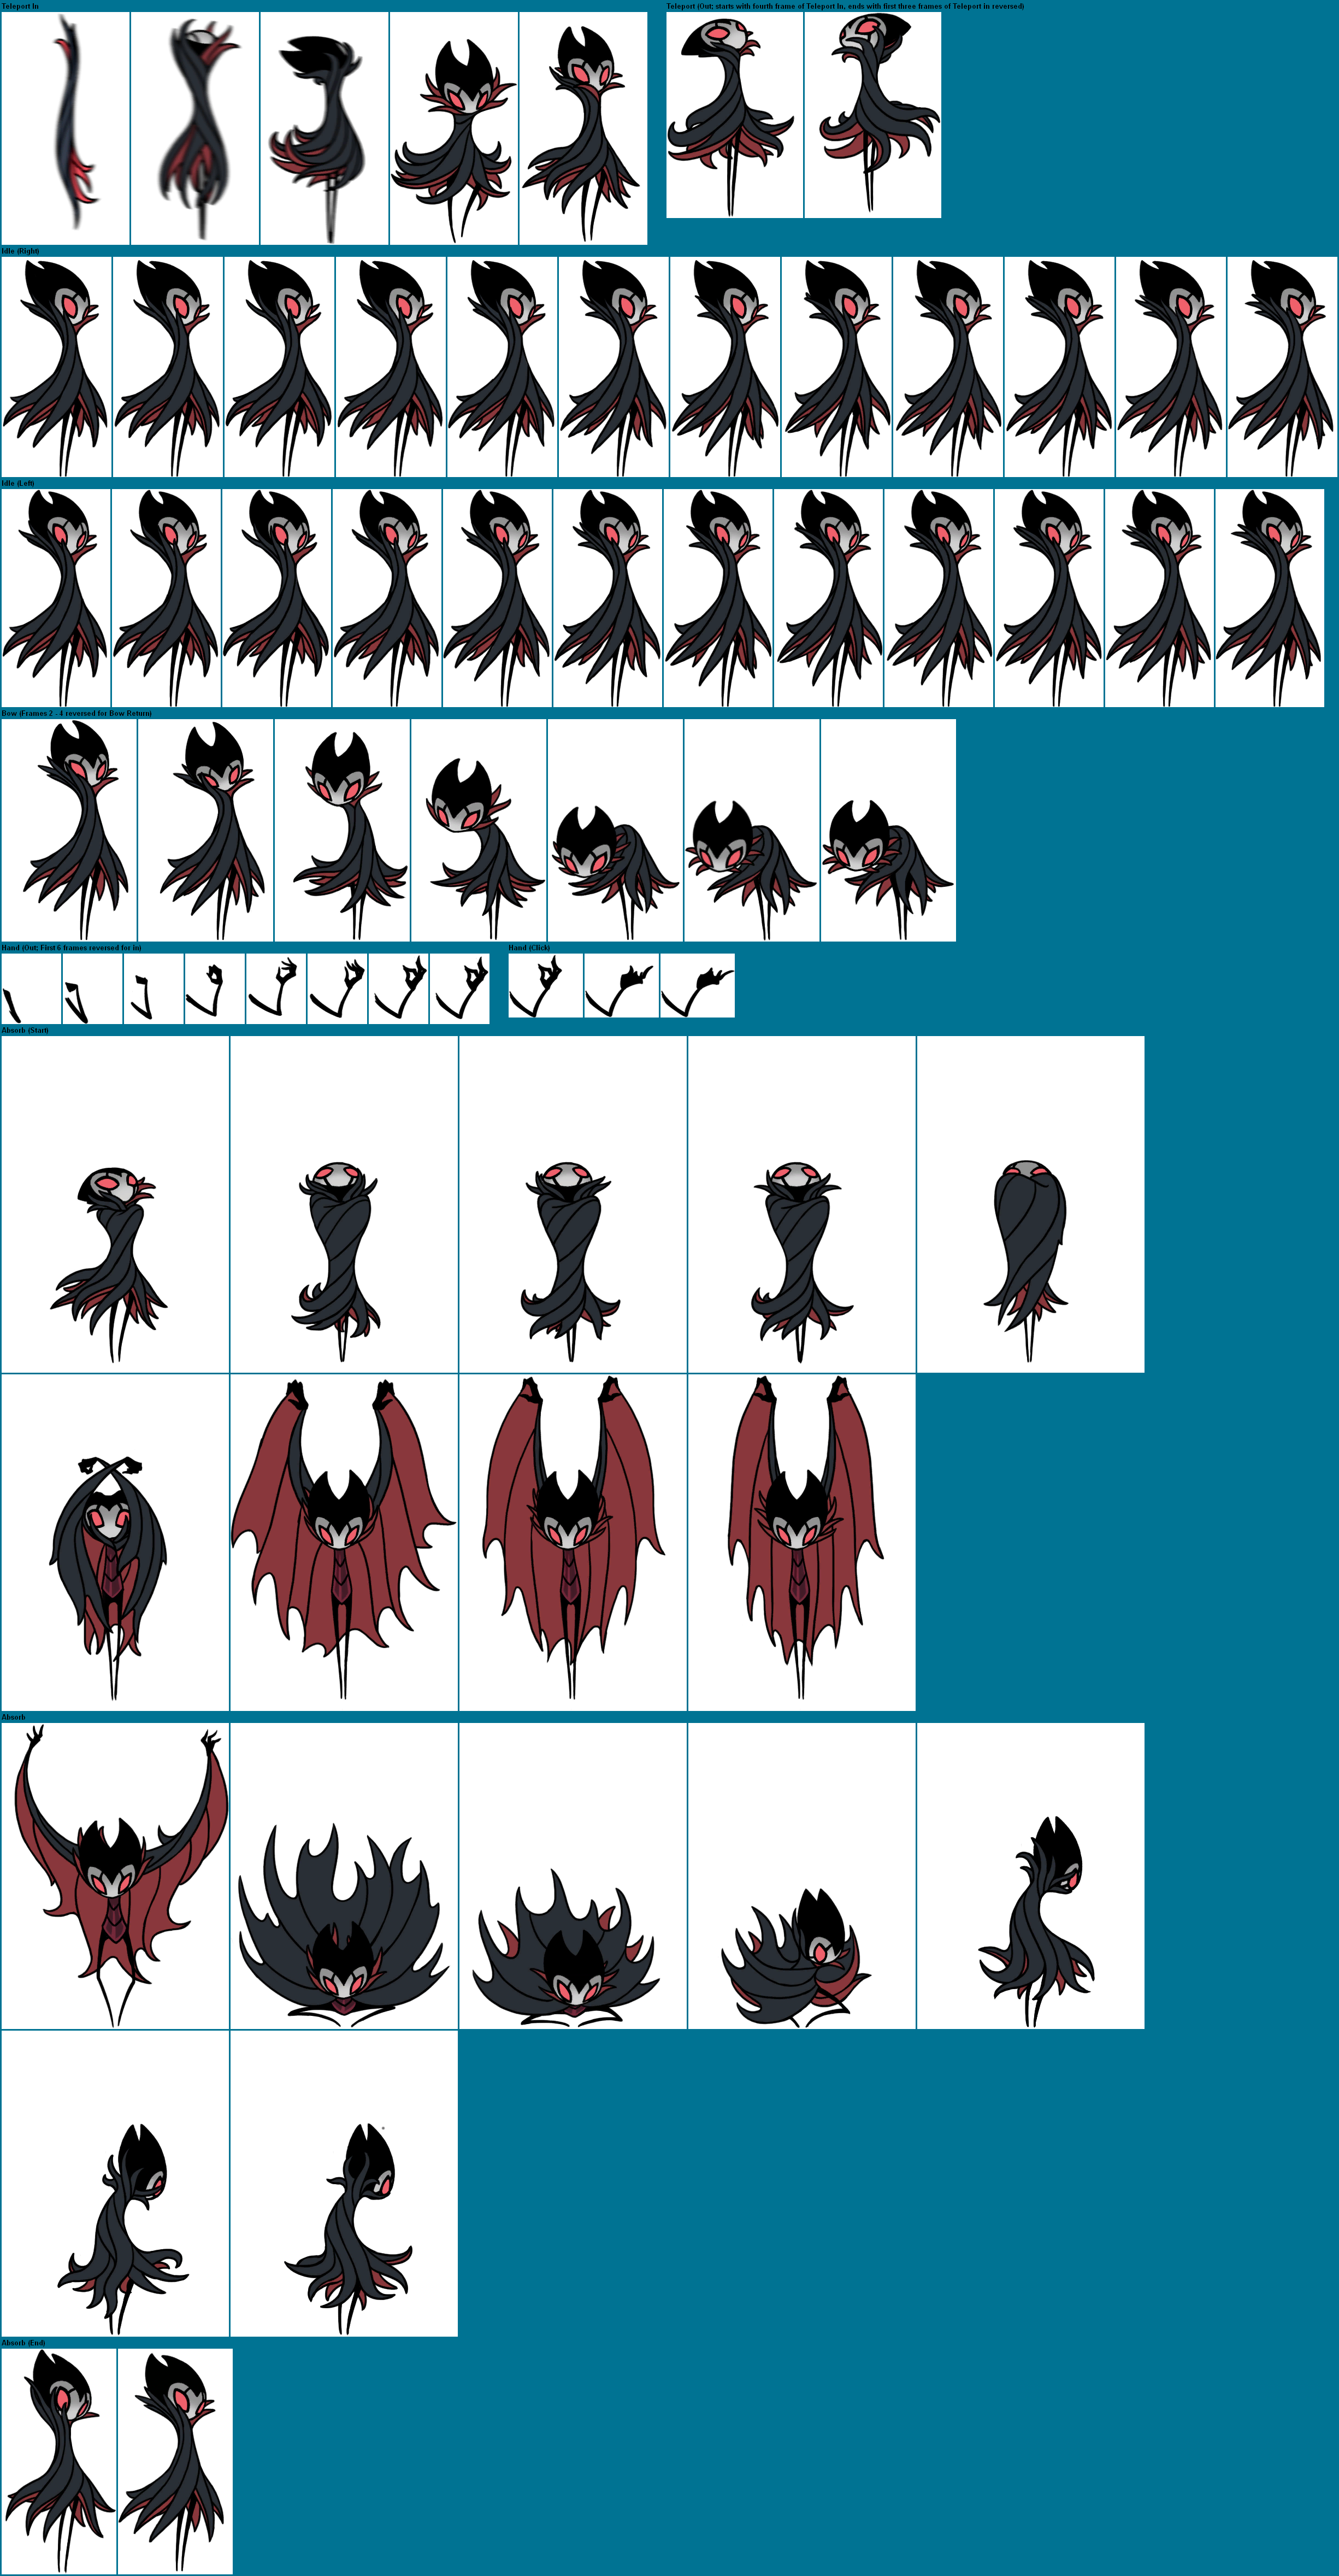 Teleport In
Teleport (Out; starts with fourth frame of Teleport In, ends with first three frames of Teleport in reversed)
Idle (Right)
Idle (Left)
Bow (Frames 2 - 4 reversed for Bow Return)
Hand (Out; First 6 frames reversed for in)
Hand (Click)
Absorb (Start)
Absorb
Absorb (End)